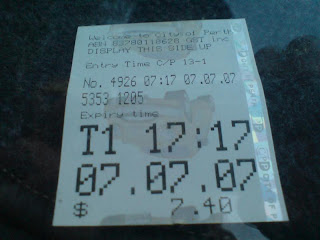 Welcome to City of Perth
ABN 83780118628 GST inc
DISPLAY THIS SIDE UP
Entry Time C/P 13-1
No. 4926 07:17 07.07.07
5353 1205
Expiry time
T1 17:17
07.07.07
$ 7.40